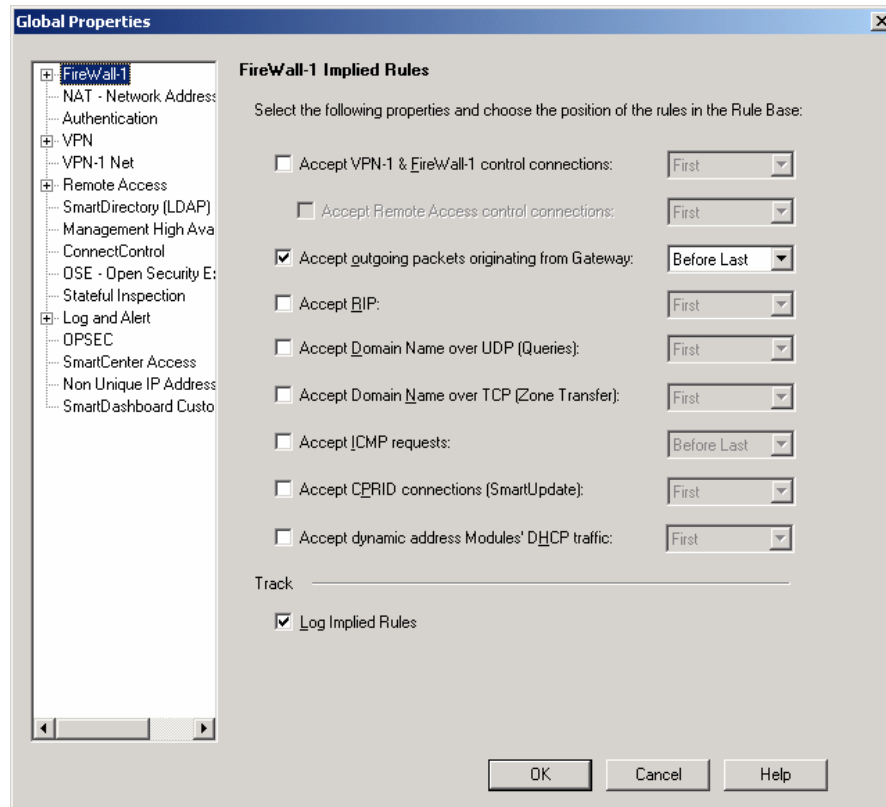 Global Properties
FireWall-1
NAT - Network Address
Authentication
VPN
VPN-1 Net
Remote Access
SmartDirectory (LDAP)
Management High Ava
ConnectControl
OSE - Open Security E
Stateful Inspection
Log and Alert
OPSEC
SmartCenter Access
Non Unique IP Address
SmartDashboard Custo
FireWall-1 Implied Rules
Select the following properties and choose the position of the rules in the Rule Base:
Accept VPN-1 & FireWall-1 control connections: First
Accept Remote Access control connections: First
Accept outgoing packets originating from Gateway: Before Last
Accept RIP: First
Accept Domain Name over UDP (Queries): First
Accept Domain Name over TCP (Zone Transfer): First
Accept ICMP requests: Before Last
Accept CPRID connections (SmartUpdate): First
Accept dynamic address Modules' DHCP traffic: First
Track
Log Implied Rules
OK Cancel Help